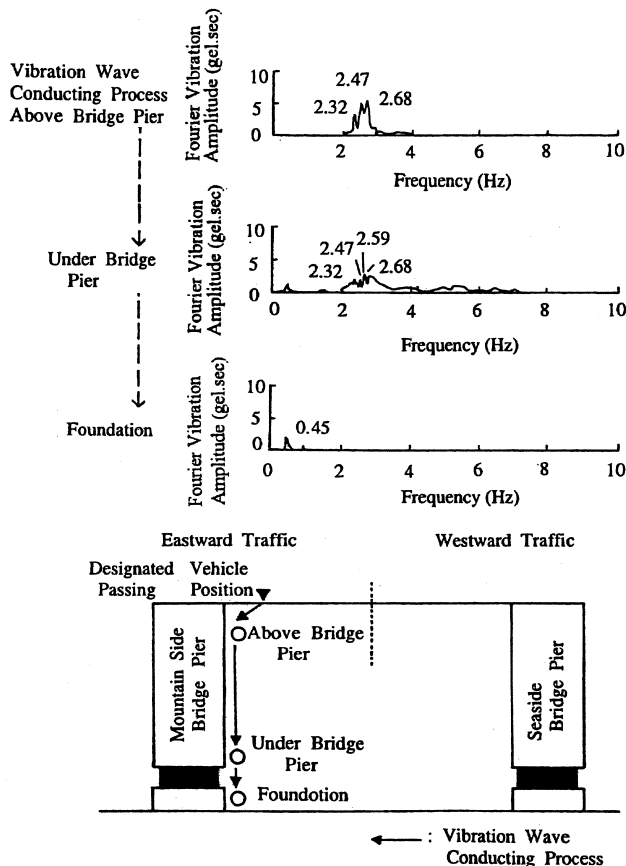 Vibration Wave
Conducting Process
Above Bridge Pier
Fourier Vibration
Amplitude (gel.sec)
10
5
0
2.32
2.47
2.68
2
4
6
8
10
Frequency (Hz)
Under Bridge
Pier
Fourier Vibration
Amplitude (gel.sec)
10
5
0
2.32
2.47
2.59
2.68
0
2
4
6
8
10
Frequency (Hz)
Foundation
Fourier Vibration
Amplitude (gel.sec)
10
5
0
0.45
0
2
4
6
8
10
Frequency (Hz)
Eastward Traffic
Westward Traffic
Designated Vehicle
Passing Position
Mountain Side
Bridge Pier
Above Bridge
Pier
Under Bridge
Pier
Foundotion
Seaside
Bridge Pier
: Vibration Wave
Conducting Process